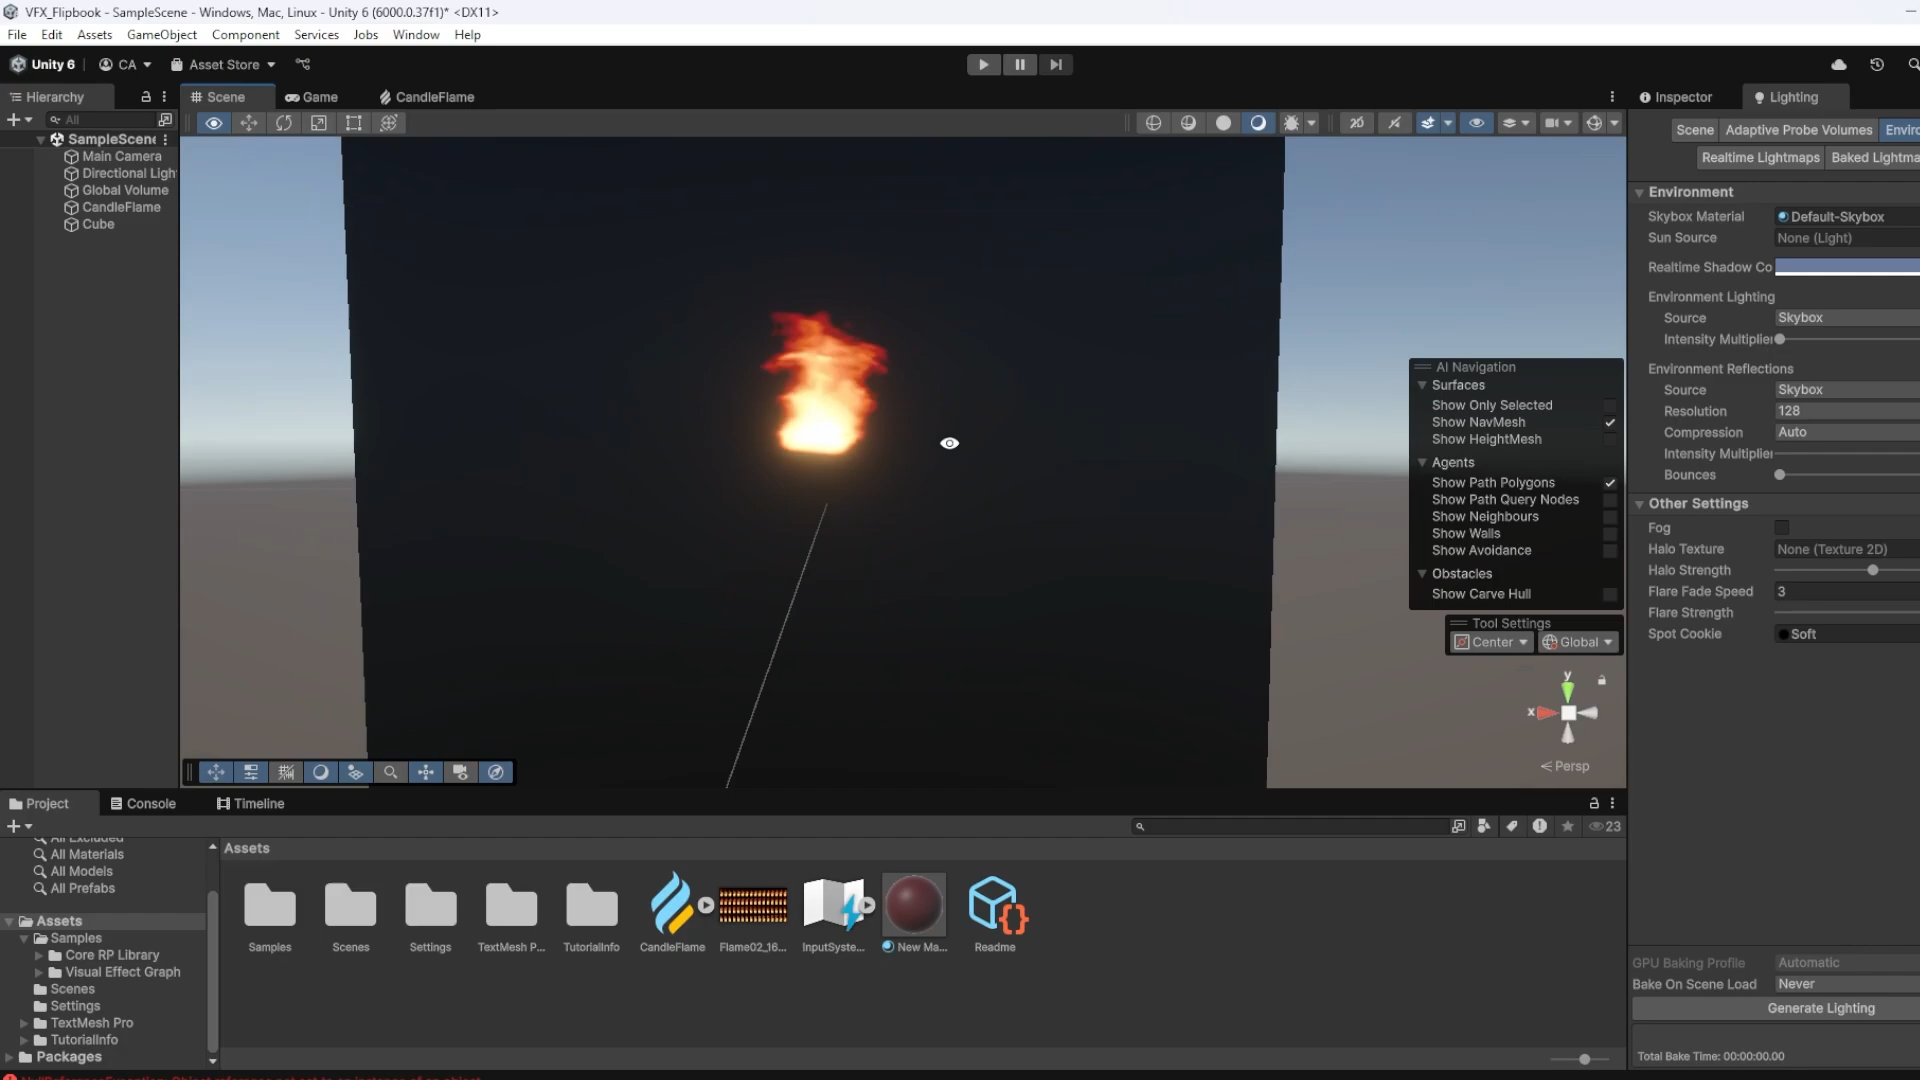 VFX_Flipbook - SampleScene - Windows, Mac, Linux - Unity 6 (6000.0.37f1)* <DX11>
File Edit Assets GameObject Component Services Jobs Window Help
Unity 6 CA Asset Store
Hierarchy
All
SampleScene
Main Camera
Directional Ligh
Global Volume
CandleFlame
Cube
Scene Game CandleFlame
2D
AI Navigation
Surfaces
Show Only Selected
Show NavMesh
Show HeightMesh
Agents
Show Path Polygons
Show Path Query Nodes
Show Neighbours
Show Walls
Show Avoidance
Obstacles
Show Carve Hull
Tool Settings
Center Global
y
x
Persp
Inspector Lighting
Scene Adaptive Probe Volumes Enviro
Realtime Lightmaps Baked Lightma
Environment
Skybox Material Default-Skybox
Sun Source None (Light)
Realtime Shadow Co
Environment Lighting
Source Skybox
Intensity Multiplier
Environment Reflections
Source Skybox
Resolution 128
Compression Auto
Intensity Multiplier
Bounces
Other Settings
Fog
Halo Texture None (Texture 2D)
Halo Strength
Flare Fade Speed 3
Flare Strength
Spot Cookie Soft
GPU Baking Profile Automatic
Bake On Scene Load Never
Generate Lighting
Total Bake Time: 00:00:00.00
Project Console Timeline
23
All Excluded
All Materials
All Models
All Prefabs
Assets
Samples
Core RP Library
Visual Effect Graph
Scenes
Settings
TextMesh Pro
TutorialInfo
Packages
Assets
Samples Scenes Settings TextMesh P... TutorialInfo CandleFlame Flame02_16... InputSyste... New Ma... Readme